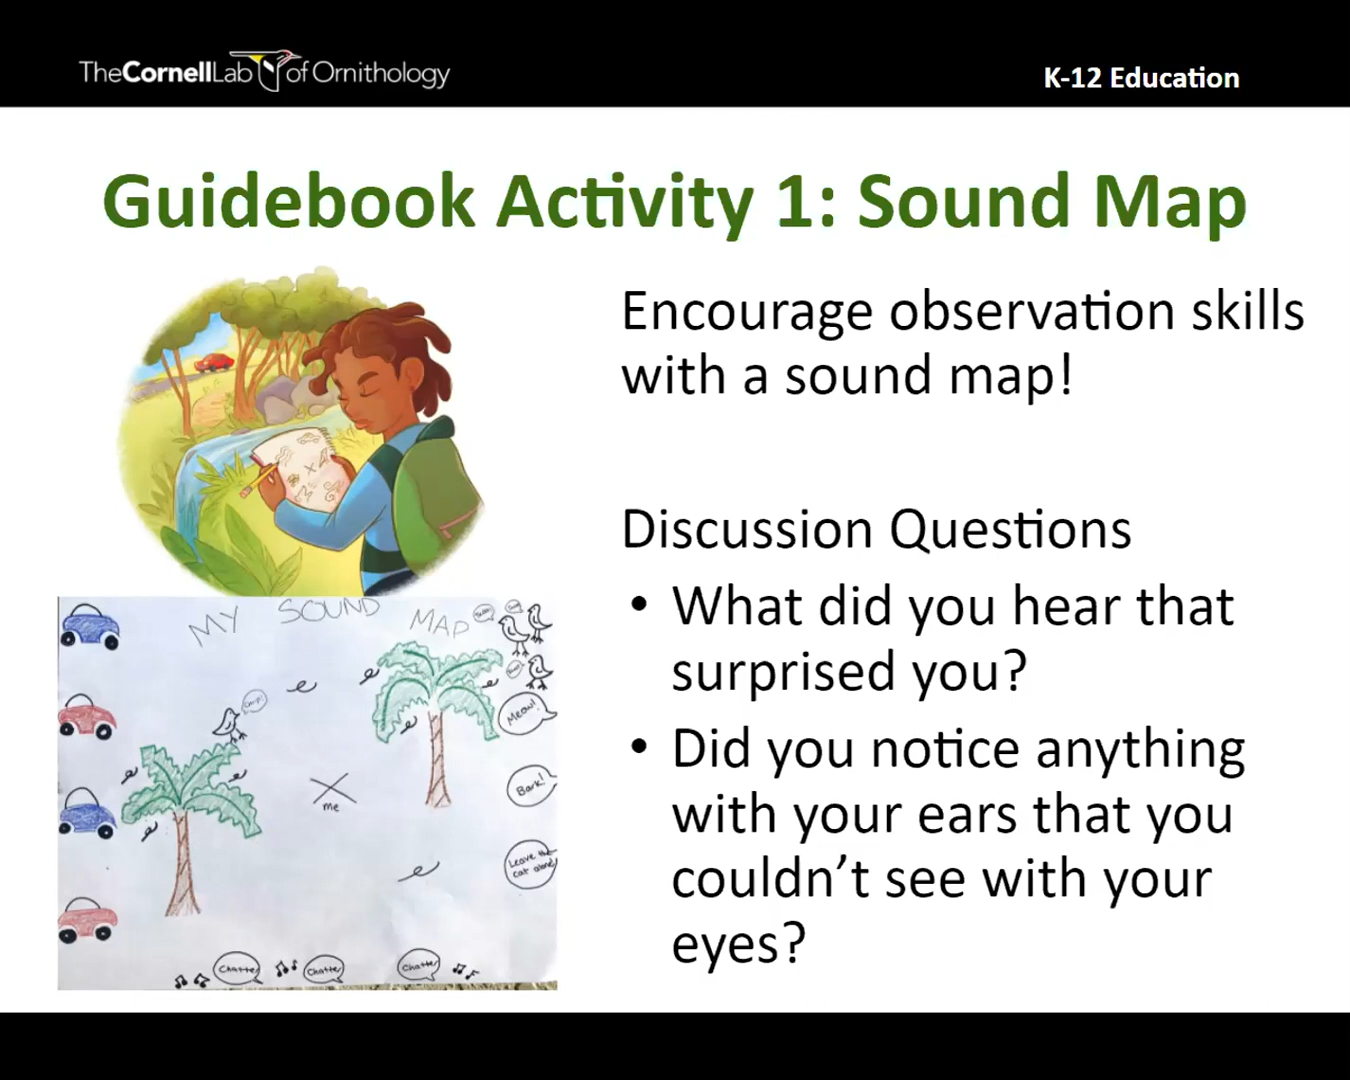 TheCornellLab of Ornithology
K-12 Education
Guidebook Activity 1: Sound Map
Encourage observation skills
with a sound map!
Discussion Questions
• What did you hear that
surprised you?
• Did you notice anything
with your ears that you
couldn’t see with your
eyes?
MY SOUND MAP
Meow!
me
Bark!
Leave the
cat alone
Chatter
Chatter
Chatter